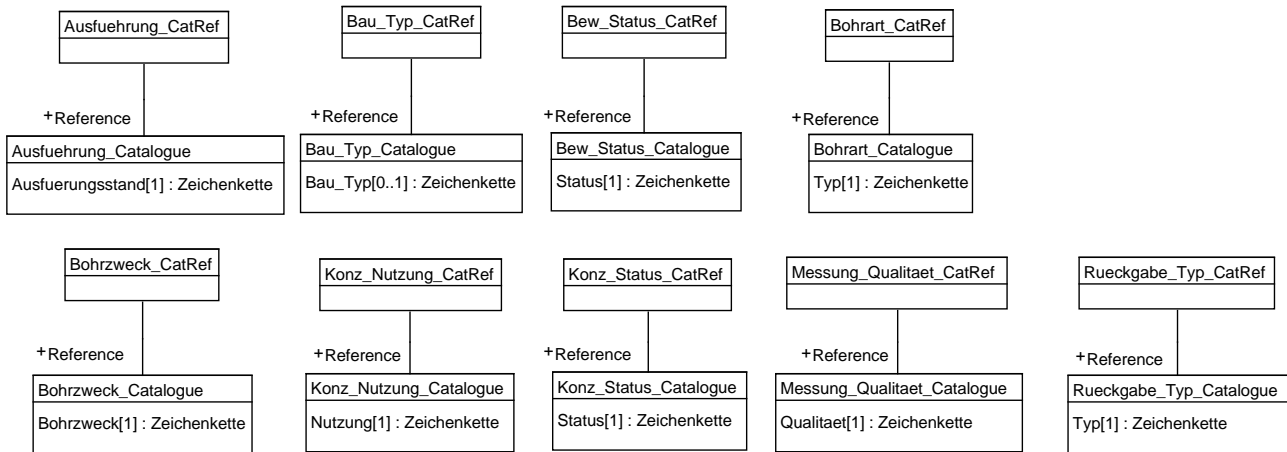 Ausfuehrung_CatRef
+Reference
Ausfuehrung_Catalogue
Ausfuerungsstand[1] : Zeichenkette
Bau_Typ_CatRef
+Reference
Bau_Typ_Catalogue
Bau_Typ[0..1] : Zeichenkette
Bew_Status_CatRef
+Reference
Bew_Status_Catalogue
Status[1] : Zeichenkette
Bohrart_CatRef
+Reference
Bohrart_Catalogue
Typ[1] : Zeichenkette
Bohrzweck_CatRef
+Reference
Bohrzweck_Catalogue
Bohrzweck[1] : Zeichenkette
Konz_Nutzung_CatRef
+Reference
Konz_Nutzung_Catalogue
Nutzung[1] : Zeichenkette
Konz_Status_CatRef
+Reference
Konz_Status_Catalogue
Status[1] : Zeichenkette
Messung_Qualitaet_CatRef
+Reference
Messung_Qualitaet_Catalogue
Qualitaet[1] : Zeichenkette
Rueckgabe_Typ_CatRef
+Reference
Rueckgabe_Typ_Catalogue
Typ[1] : Zeichenkette